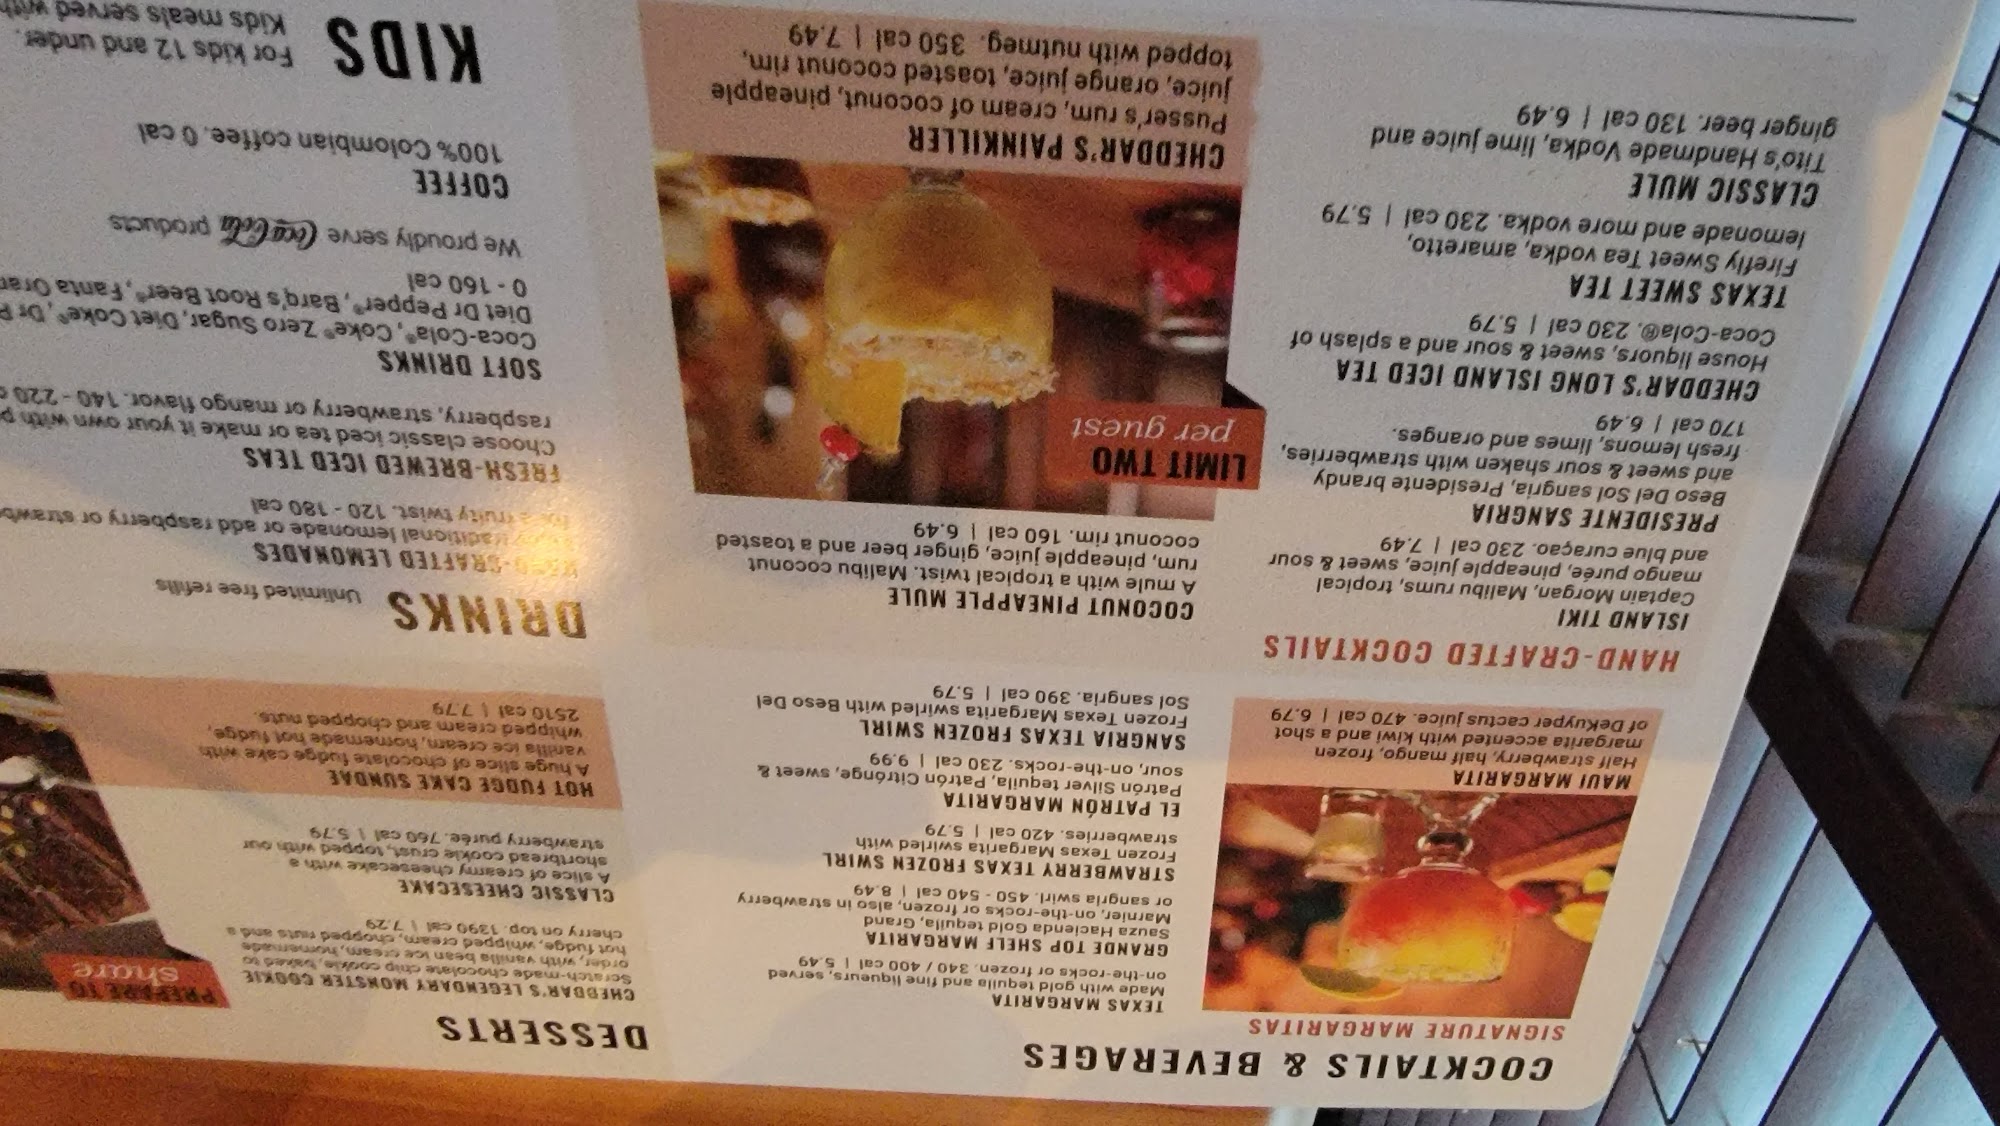 COCKTAILS & BEVERAGES
SIGNATURE MARGARITAS
MAUI MARGARITA
Half strawberry, half mango, frozen
margarita accented with kiwi and a shot
of DeKuyper cactus juice. 470 cal | 6.79
TEXAS MARGARITA
Made with gold tequila and fine liqueurs, served
on-the-rocks or frozen. 340 / 400 cal | 5.49
GRANDE TOP SHELF MARGARITA
Sauza Hacienda Gold tequila, Grand
Marnier, on-the-rocks or frozen, also in strawberry
or sangria swirl. 450 - 540 cal | 8.49
STRAWBERRY TEXAS FROZEN SWIRL
Frozen Texas Margarita swirled with
strawberries. 420 cal | 5.79
EL PATRÓN MARGARITA
Patrón Silver tequila, Patrón Citrónge, sweet &
sour, on-the-rocks. 230 cal | 9.99
SANGRIA TEXAS FROZEN SWIRL
Frozen Texas Margarita swirled with Beso Del
Sol sangria. 390 cal | 5.79
HAND-CRAFTED COCKTAILS
ISLAND TIKI
Captain Morgan, Malibu rums, tropical
mango purée, pineapple juice, sweet & sour
and blue curaçao. 230 cal | 7.49
PRESIDENTE SANGRIA
Beso Del Sol sangria, Presidente brandy
and sweet & sour shaken with strawberries,
fresh lemons, limes and oranges.
170 cal | 6.49
CHEDDAR'S LONG ISLAND ICED TEA
House liquors, sweet & sour and a splash of
Coca-Cola®. 230 cal | 5.79
TEXAS SWEET TEA
Firefly Sweet Tea vodka, amaretto,
lemonade and more vodka. 230 cal | 5.79
CLASSIC MULE
Tito's Handmade Vodka, lime juice and
ginger beer. 130 cal | 6.49
COCONUT PINEAPPLE MULE
A mule with a tropical twist. Malibu coconut
rum, pineapple juice, ginger beer and a toasted
coconut rim. 160 cal | 6.49
LIMIT TWO
per guest
CHEDDAR'S PAINKILLER
Pusser's rum, cream of coconut, pineapple
juice, orange juice, toasted coconut rim,
topped with nutmeg. 350 cal | 7.49
DESSERTS
CHEDDAR'S LEGENDARY MONSTER COOKIE
Scratch-made chocolate chip cookie, baked to
order, with vanilla bean ice cream, homemade
hot fudge, whipped cream, chopped nuts and a
cherry on top. 1390 cal | 7.29
PREPARE TO
share
CLASSIC CHEESECAKE
A slice of creamy cheesecake with a
shortbread cookie crust, topped with our
strawberry purée. 760 cal | 5.79
HOT FUDGE CAKE SUNDAE
A huge slice of chocolate fudge cake with
vanilla ice cream, homemade hot fudge,
whipped cream and chopped nuts.
2510 cal | 7.79
DRINKS Unlimited free refills
HAND-CRAFTED LEMONADES
traditional lemonade or add raspberry or
fruity twist. 120 - 180 cal
FRESH-BREWED ICED TEAS
Choose classic iced tea or make it your own with
raspberry, strawberry or mango flavor. 140 - 220
SOFT DRINKS
Coca-Cola®, Coke® Zero Sugar, Diet Coke®, Dr
Diet Dr Pepper®, Barq's Root Beer®, Fanta
0 - 160 cal
We proudly serve Coca-Cola products
COFFEE
100% Colombian coffee. 0 cal
KIDS For kids 12 and under.
Kids meals served with